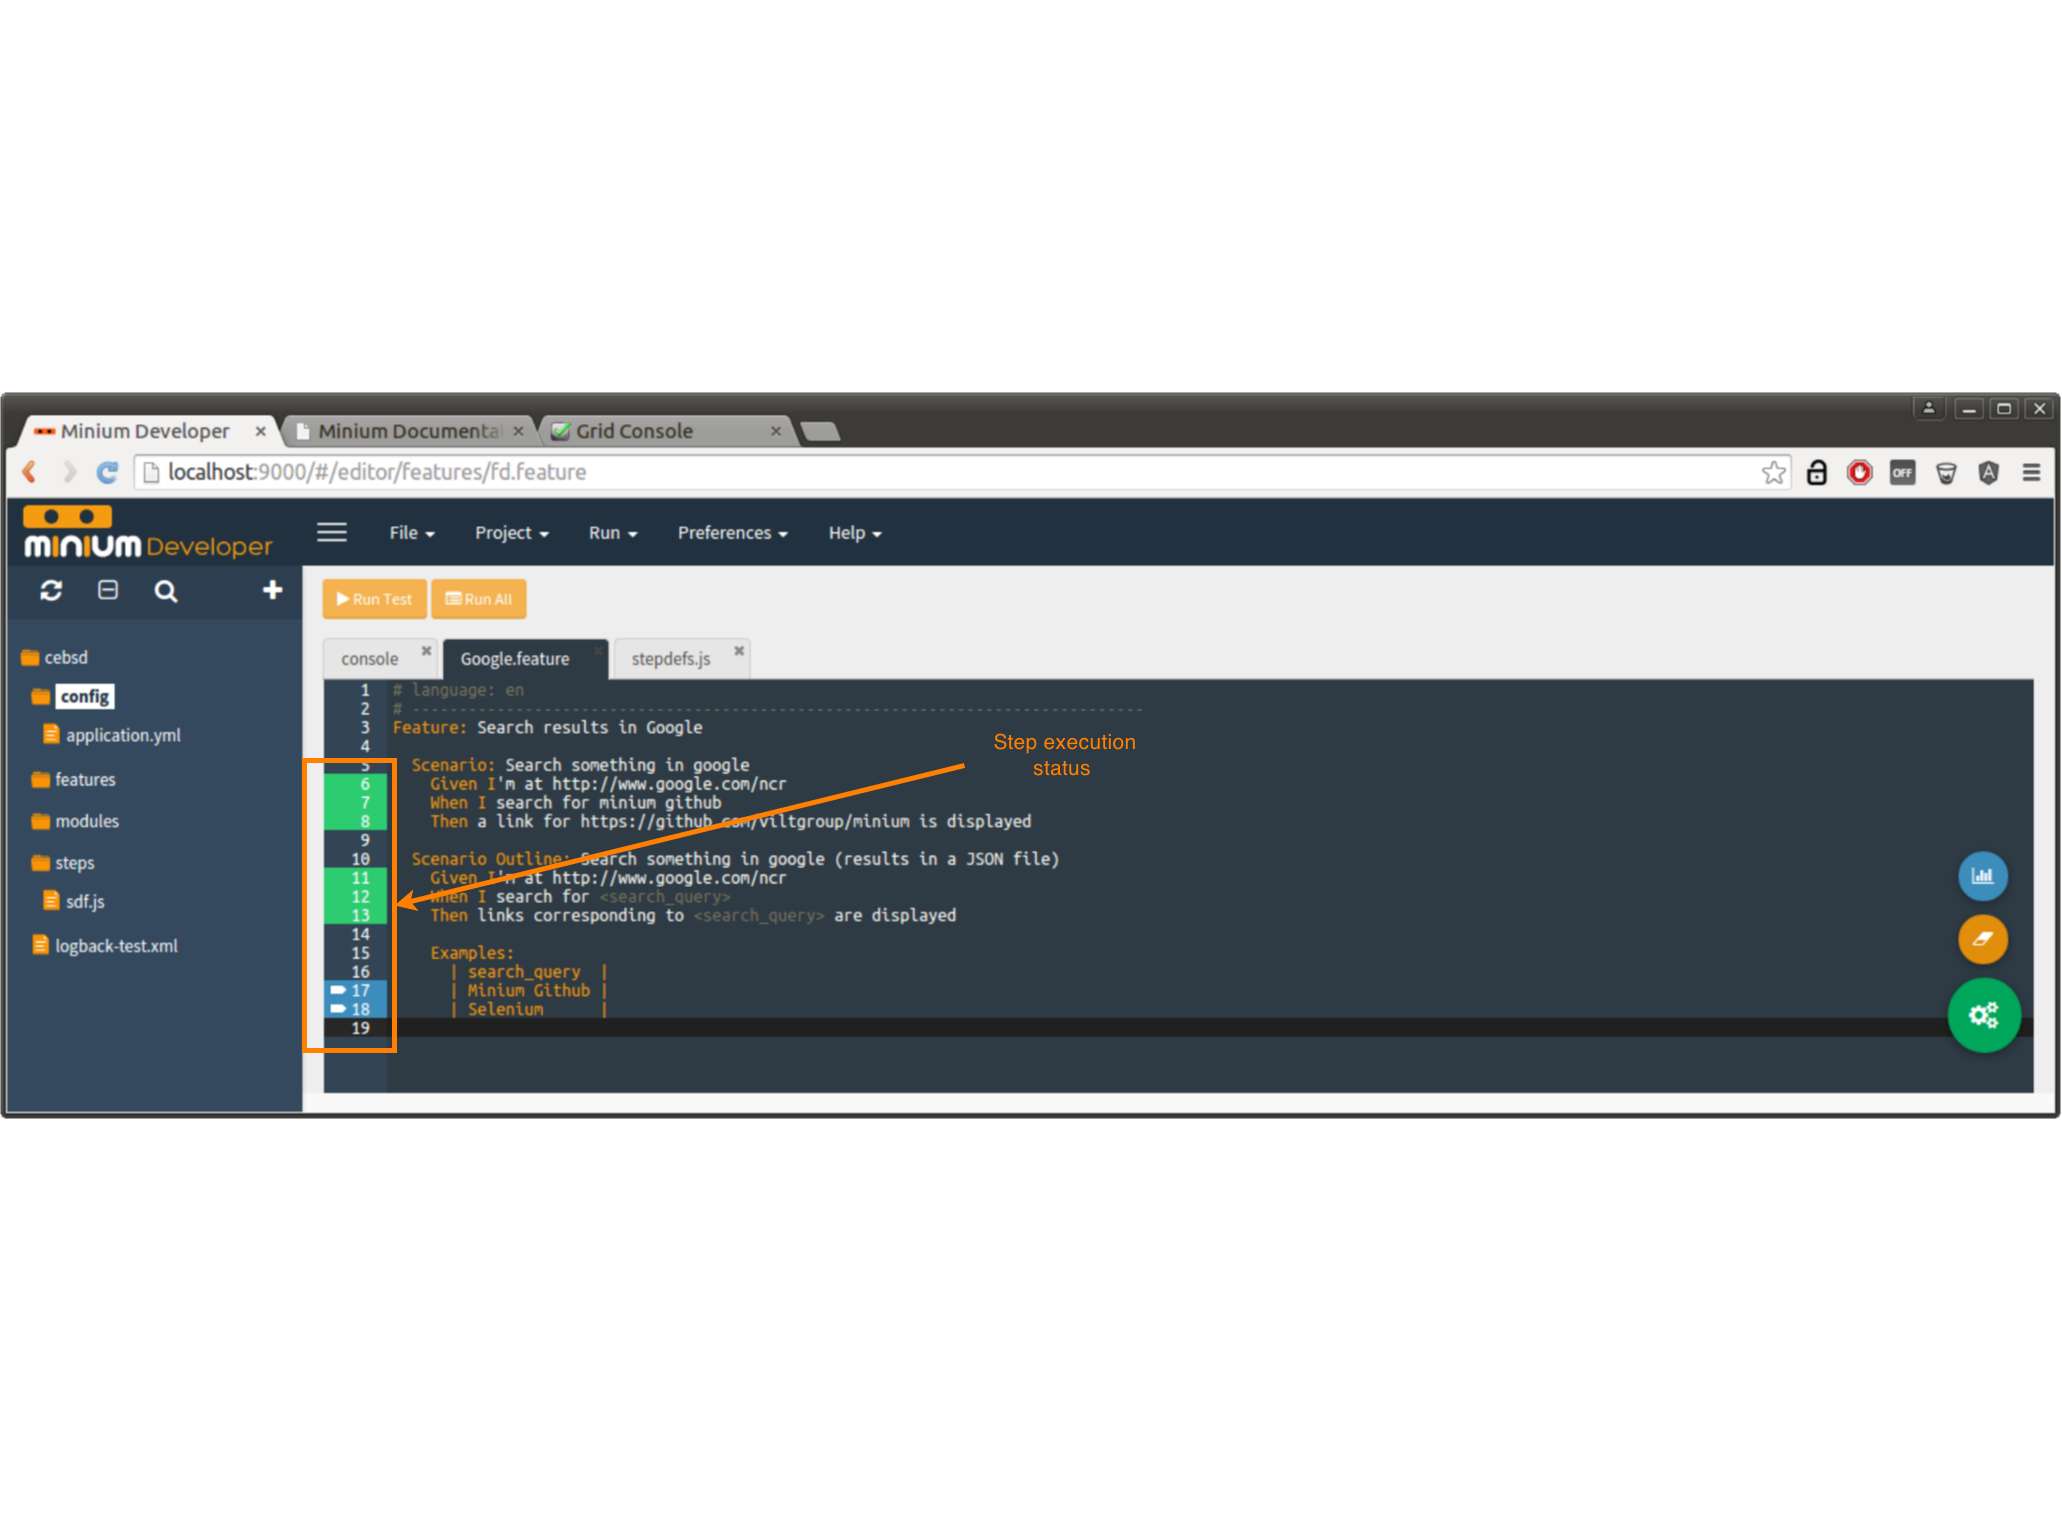 Minium Developer
Minium Documenta
Grid Console
localhost:9000/#/editor/features/fd.feature
OFF
minium Developer
File
Project
Run
Preferences
Help
Run Test
Run All
cebsd
config
application.yml
features
modules
steps
sdf.js
logback-test.xml
console
Google.feature
stepdefs.js
1 # language: en
2 # ------------------------------------------------------------------------------
3 Feature: Search results in Google
4
5 Scenario: Search something in google
6 Given I'm at http://www.google.com/ncr
7 When I search for minium github
8 Then a link for https://github.com/viltgroup/minium is displayed
9
10 Scenario Outline: Search something in google (results in a JSON file)
11 Given I'm at http://www.google.com/ncr
12 When I search for <search_query>
13 Then links corresponding to <search_query> are displayed
14
15 Examples:
16 | search_query |
17 | Minium Github |
18 | Selenium |
19
Step execution
status